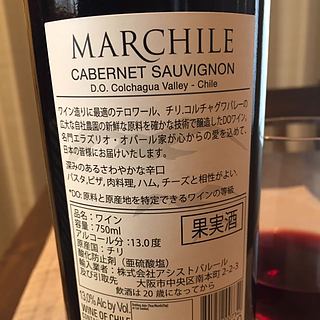 MARCHILE
CABERNET SAUVIGNON
D.O. Colchagua Valley - Chile
ワイン造りに最適のテロワール、チリ、コルチャグワバレーの
広大な自社農園の新鮮な原料を確かな技術で醸造したDOワイン。
名門エラズリオ・オバール家が心からの愛を込めて、
日本の皆様にお届けいたします。
深みのあるさわやかな辛口
パスタ,ピザ,肉料理,ハム,チーズと相性がよい。
*DO:原料と原産地を特定できるワインの等級
品名:ワイン
容量:750ml
アルコール分:13.0度
原産国:チリ
酸化防止剤(亜硫酸塩)
輸入業者:株式会社アシストバルール
及び引取先 大阪市中央区南本町2-2-3
飲酒は20歳になってから
果実酒
13.0% Alc by Vol.
WINE OF CHILE